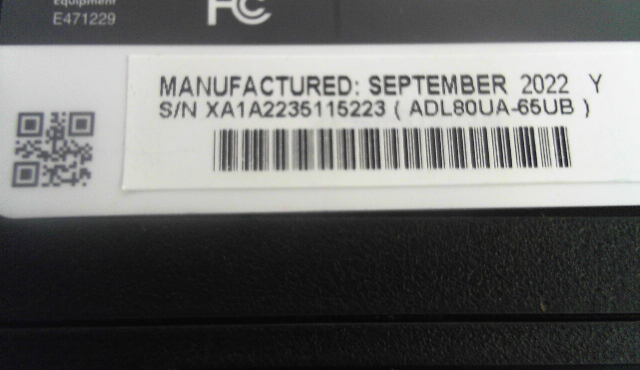 Equipment
E471229
FC
MANUFACTURED: SEPTEMBER 2022 Y
S/N XA1A2235115223 ( ADL80UA-65UB )